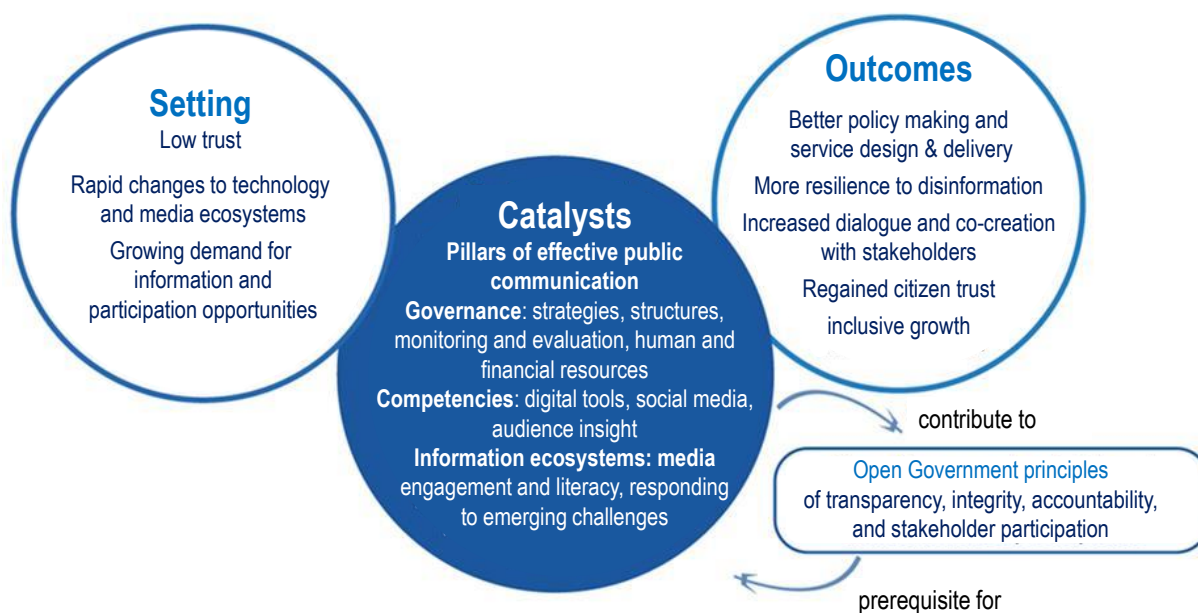 Setting
Low trust
Rapid changes to technology
and media ecosystems
Growing demand for
information and
participation opportunities
Catalysts
Pillars of effective public
communication
Governance: strategies, structures,
monitoring and evaluation, human and
financial resources
Competencies: digital tools, social media,
audience insight
Information ecosystems: media
engagement and literacy, responding
to emerging challenges
Outcomes
Better policy making and
service design & delivery
More resilience to disinformation
Increased dialogue and co-creation
with stakeholders
Regained citizen trust
inclusive growth
contribute to
Open Government principles
of transparency, integrity, accountability,
and stakeholder participation
prerequisite for